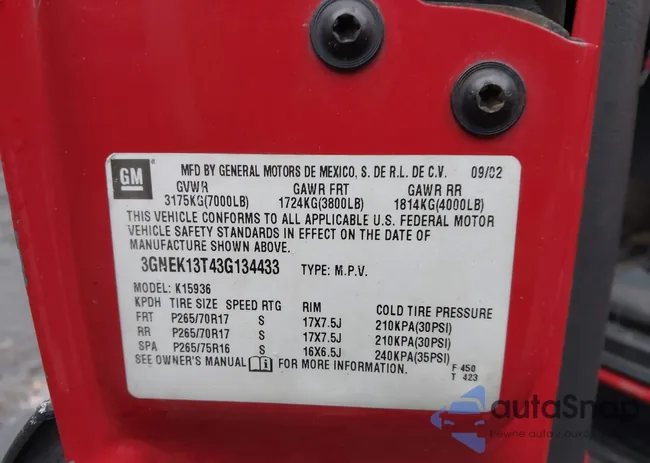 GM
MFD BY GENERAL MOTORS DE MEXICO, S. DE R.L. DE C.V. 09/02
GVWR GAWR FRT GAWR RR
3175KG(7000LB) 1724KG(3800LB) 1814KG(4000LB)
THIS VEHICLE CONFORMS TO ALL APPLICABLE U.S. FEDERAL MOTOR
VEHICLE SAFETY STANDARDS IN EFFECT ON THE DATE OF
MANUFACTURE SHOWN ABOVE.
3GNEK13T43G134433 TYPE: M.P.V.
MODEL: K15936
KPDH TIRE SIZE SPEED RTG RIM COLD TIRE PRESSURE
FRT P265/70R17 S 17X7.5J 210KPA(30PSI)
RR P265/70R17 S 17X7.5J 210KPA(30PSI)
SPA P265/75R16 S 16X6.5J 240KPA(35PSI)
SEE OWNER'S MANUAL FOR MORE INFORMATION.
F 450
T 423
autaSnap
pewne auta z australii